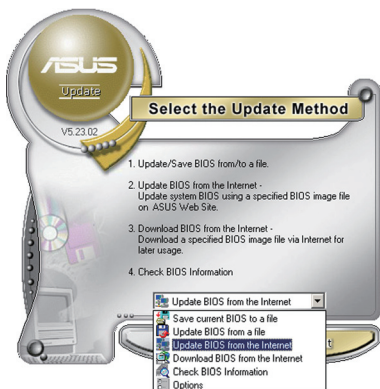 ASUS
Update
V5.23.02
Select the Update Method
1. Update/Save BIOS from/to a file.
2. Update BIOS from the Internet -
Update system BIOS using a specified BIOS image file
on ASUS Web Site.
3. Download BIOS from the Internet -
Download a specified BIOS image file via Internet for
later usage.
4. Check BIOS Information
Update BIOS from the Internet
Save current BIOS to a file
Update BIOS from a file
Update BIOS from the Internet
Download BIOS from the Internet
Check BIOS Information
Options